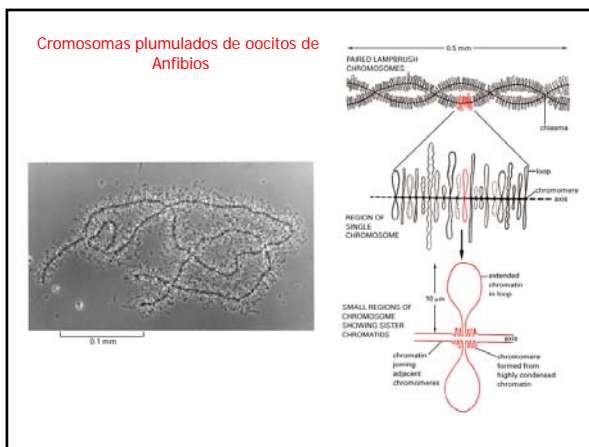 Cromosomas plumulados de oocitos de
Anfibios
0.1 mm
0.5 mm
PAIRED LAMPBRUSH
CHROMOSOMES
chiasma
loop
chromomere
axis
REGION OF
SINGLE
CHROMOSOME
extended
chromatin
in loop
10 µm
SMALL REGIONS OF
CHROMOSOME
SHOWING SISTER
CHROMATIDS
axis
chromatin
joining
adjacent
chromomeres
chromomere
formed from
highly condensed
chromatin